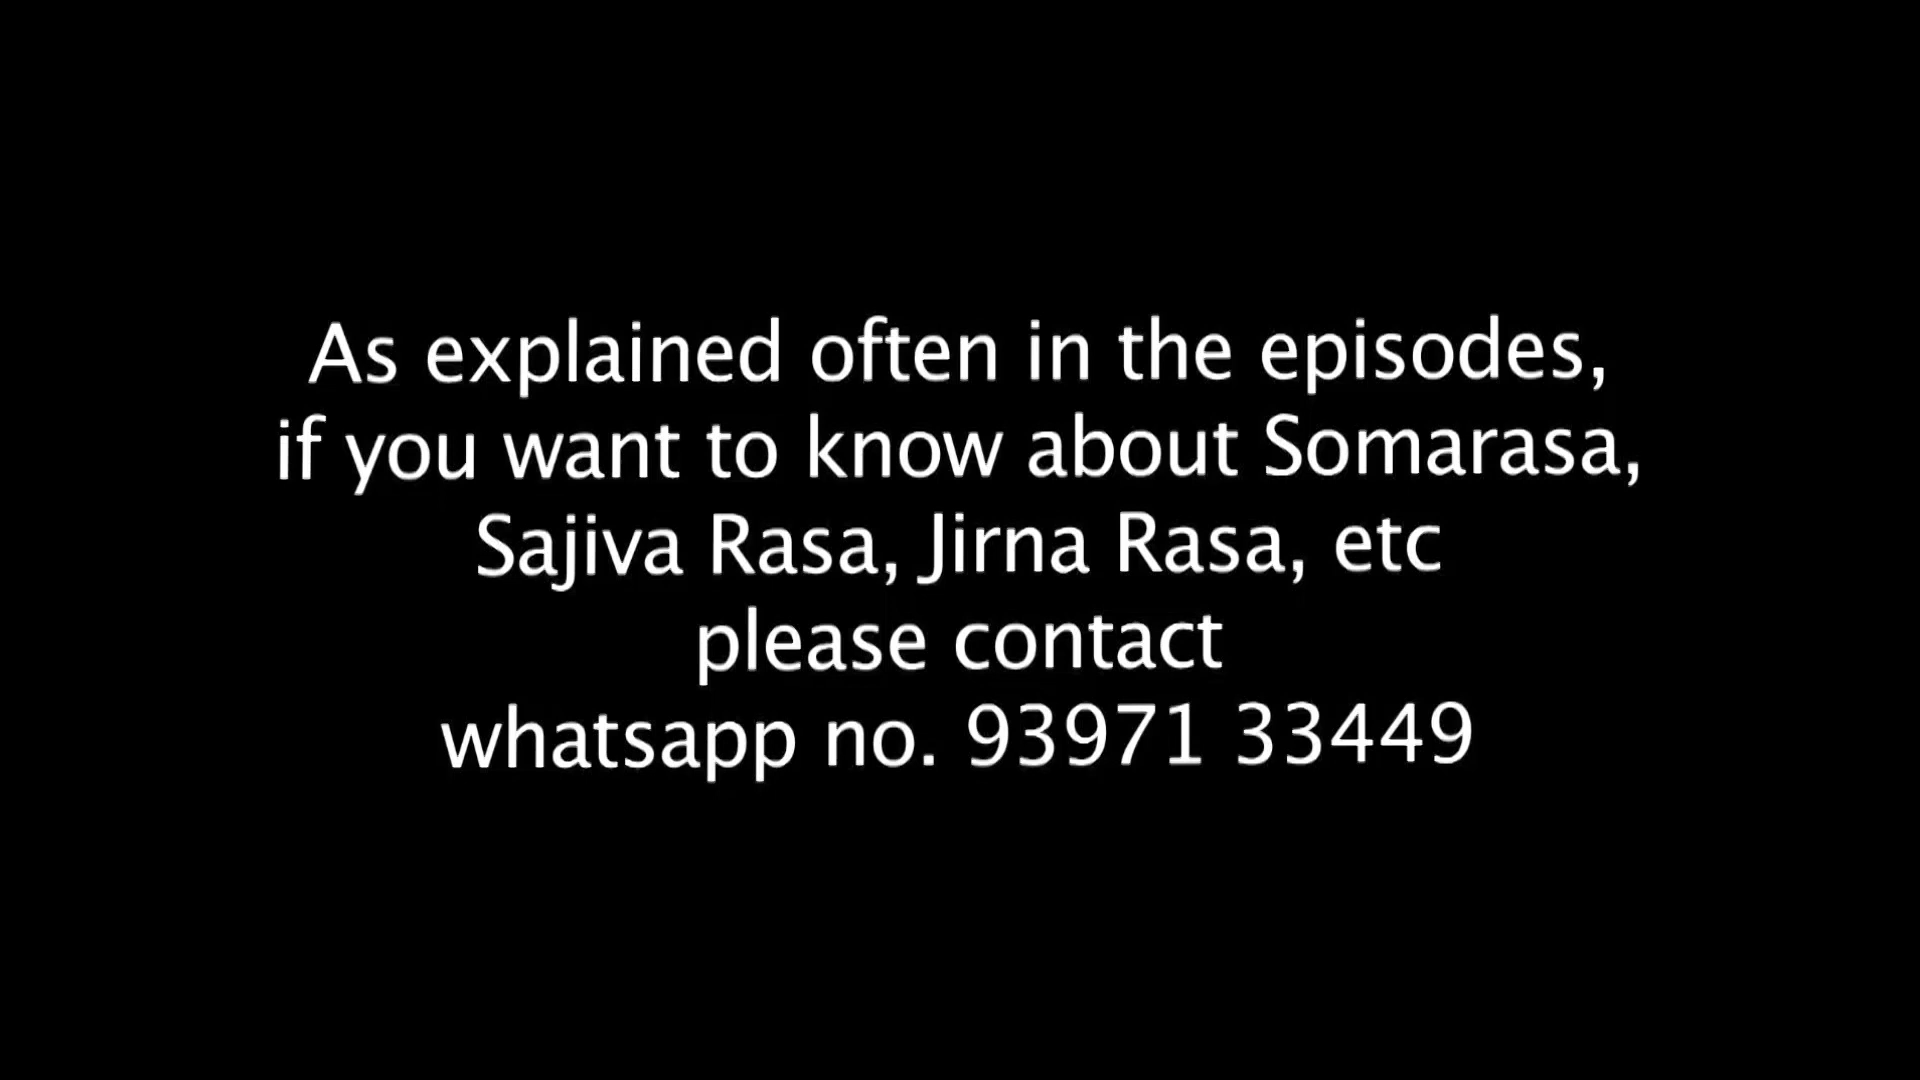 As explained often in the episodes,
if you want to know about Somarasa,
Sajiva Rasa, Jirna Rasa, etc
please contact
whatsapp no. 93971 33449